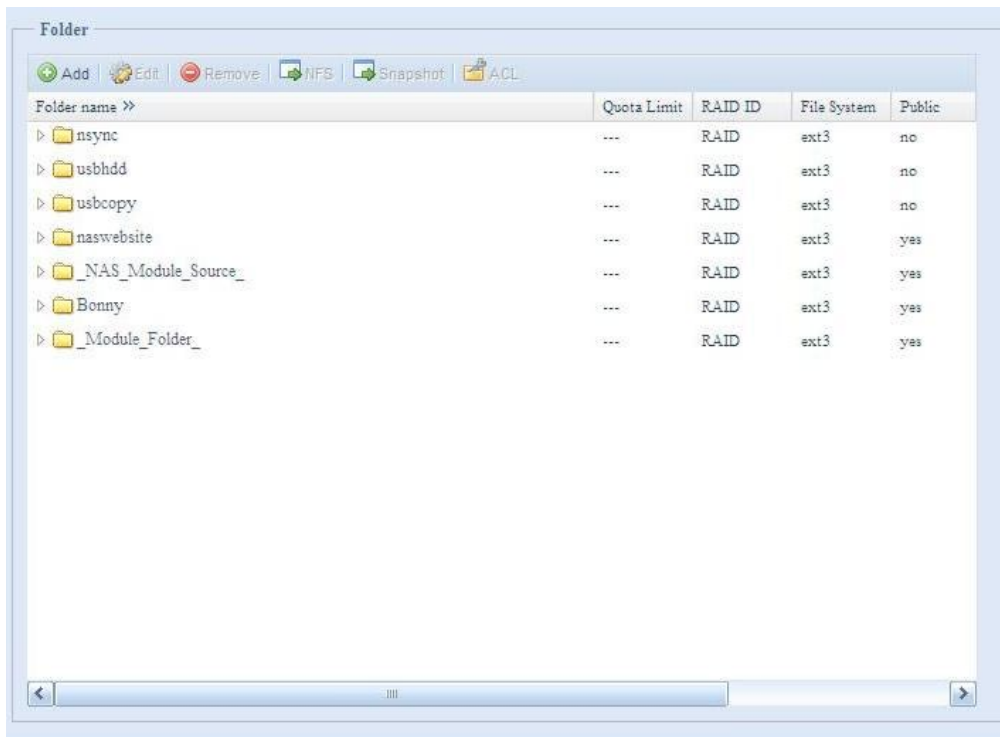 Folder
Add Edit Remove NFS Snapshot ACL
Folder name » Quota Limit RAID ID File System Public
nsync --- RAID ext3 no
usbhdd --- RAID ext3 no
usbcopy --- RAID ext3 no
naswebsite --- RAID ext3 yes
_NAS_Module_Source_ --- RAID ext3 yes
Bonny --- RAID ext3 yes
_Module_Folder_ --- RAID ext3 yes